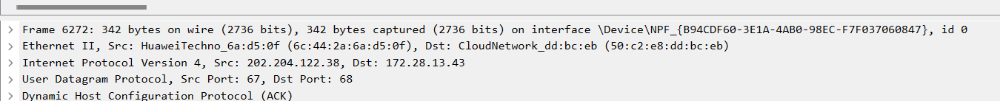 Frame 6272: 342 bytes on wire (2736 bits), 342 bytes captured (2736 bits) on interface \Device\NPF_{B94CDF60-3E1A-4AB0-98EC-F7F037060847}, id 0
Ethernet II, Src: HuaweiTechno_6a:d5:0f (6c:44:2a:6a:d5:0f), Dst: CloudNetwork_dd:bc:eb (50:c2:e8:dd:bc:eb)
Internet Protocol Version 4, Src: 202.204.122.38, Dst: 172.28.13.43
User Datagram Protocol, Src Port: 67, Dst Port: 68
Dynamic Host Configuration Protocol (ACK)